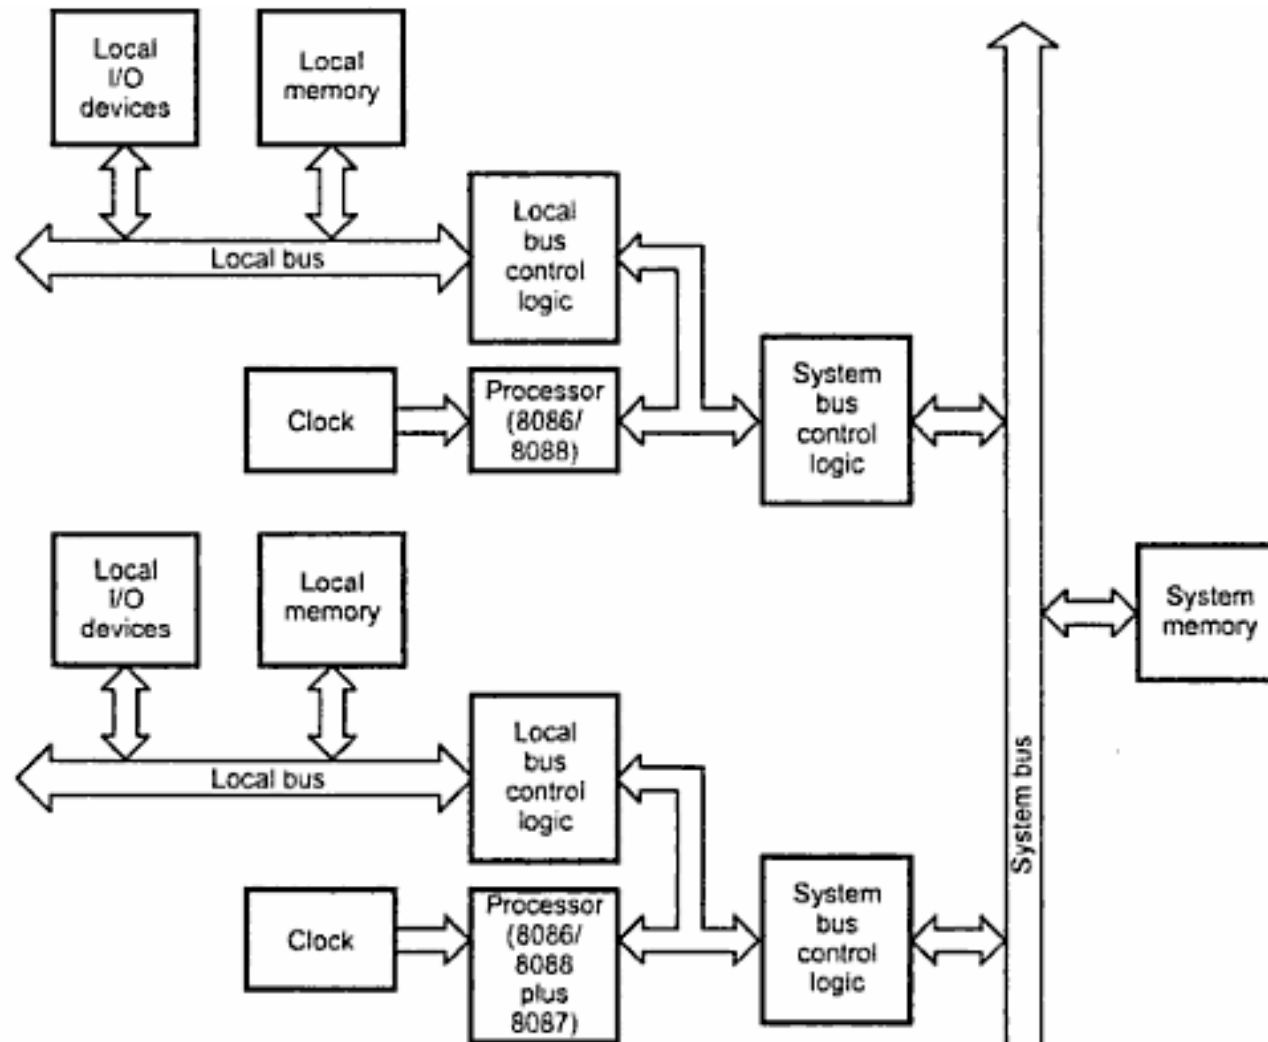 Local
I/O
devices
Local
memory
Local
bus
control
logic
Local bus
Clock
Processor
(8086/
8088)
System
bus
control
logic
Local
I/O
devices
Local
memory
System
memory
Local
bus
control
logic
Local bus
System bus
Clock
Processor
(8086/
8088
plus
8087)
System
bus
control
logic